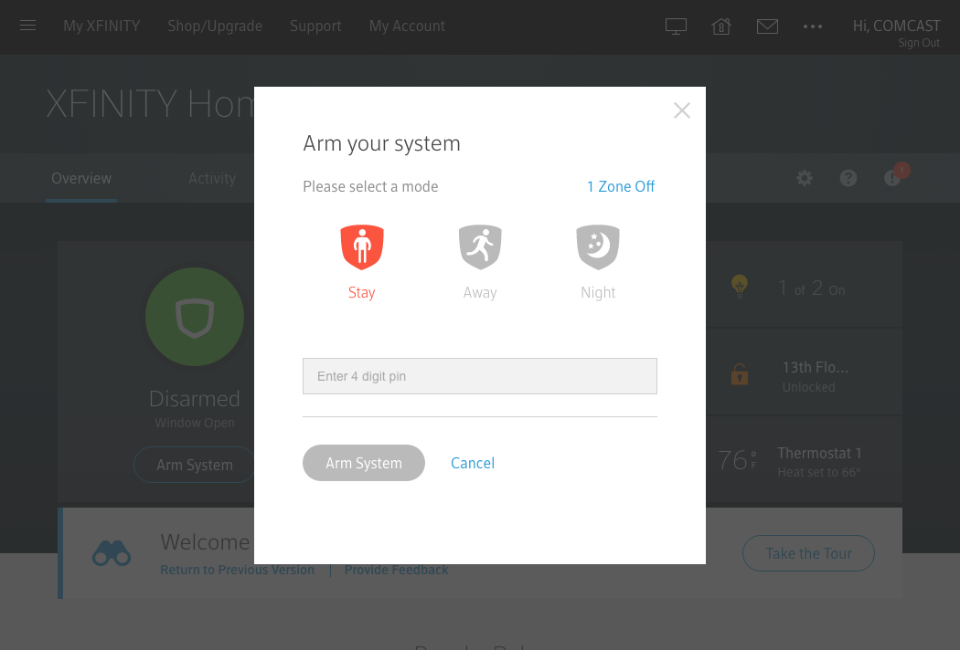 My XFINITY Shop/Upgrade Support My Account Hi, COMCAST
Sign Out
XFINITY Hom
Arm your system
Please select a mode 1 Zone Off
Overview Activity
Stay Away Night
1 of 2 On
Enter 4 digit pin
13th Flo...
Unlocked
Disarmed
Window Open
Arm System
Arm System Cancel
76° F Thermostat 1
Heat set to 66°
Welcome
Return to Previous Version | Provide Feedback
Take the Tour